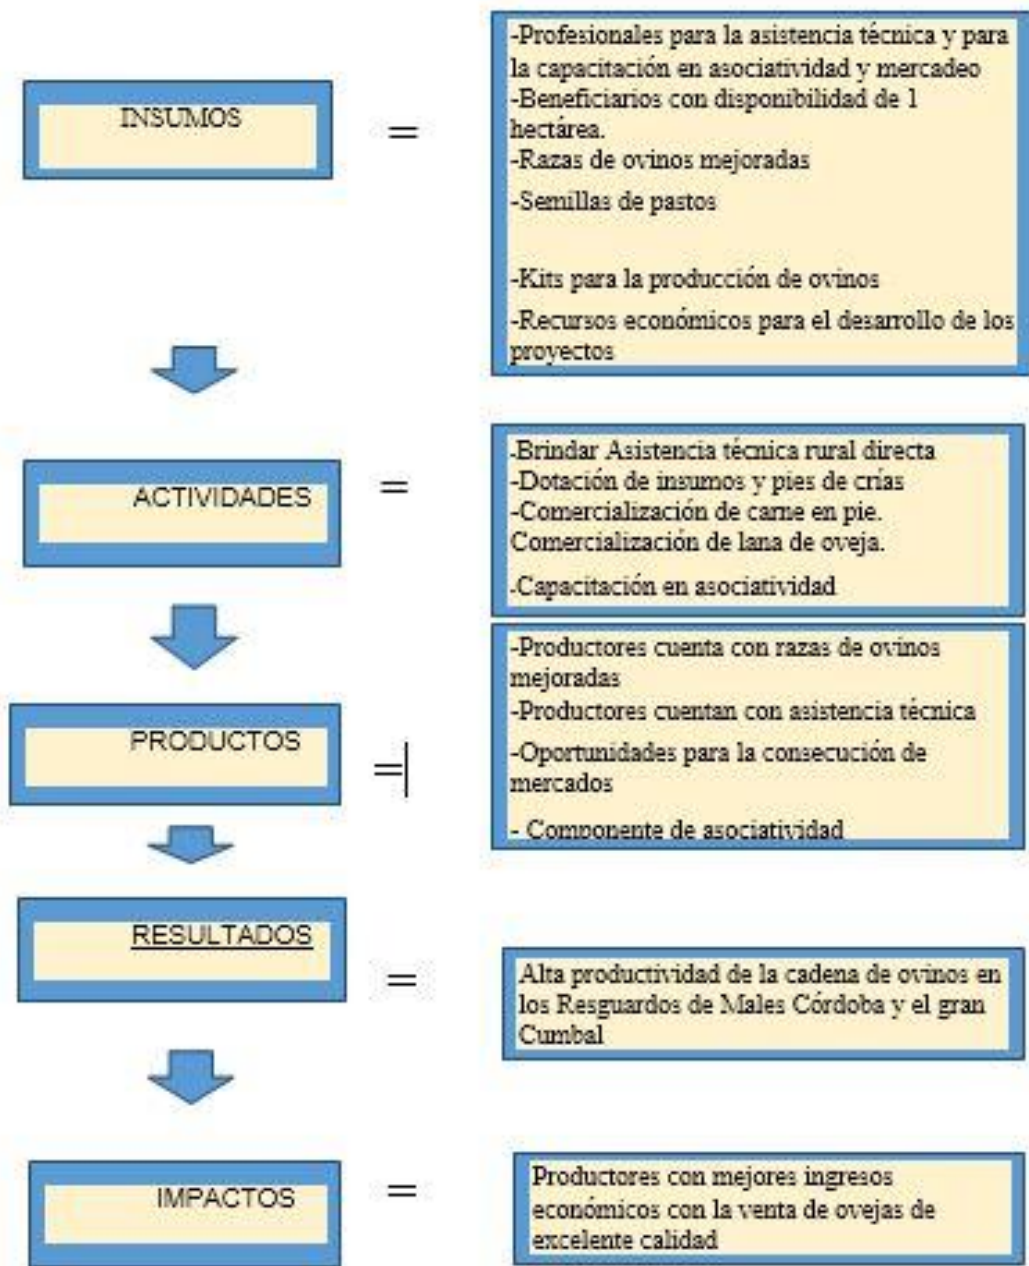 INSUMOS
=
-Profesionales para la asistencia técnica y para
la capacitación en asociatividad y mercadeo
-Beneficiarios con disponibilidad de 1
hectárea.
-Razas de ovinos mejoradas
-Semillas de pastos
-Kits para la producción de ovinos
-Recursos económicos para el desarrollo de los
proyectos
ACTIVIDADES
=
-Brindar Asistencia técnica rural directa
-Dotación de insumos y pies de crías
-Comercialización de carne en pie.
Comercialización de lana de oveja.
-Capacitación en asociatividad
PRODUCTOS
=
-Productores cuenta con razas de ovinos
mejoradas
-Productores cuentan con asistencia técnica
-Oportunidades para la consecución de
mercados
- Componente de asociatividad
RESULTADOS
=
Alta productividad de la cadena de ovinos en
los Resguardos de Males Córdoba y el gran
Cumbal
IMPACTOS
=
Productores con mejores ingresos
económicos con la venta de ovejas de
excelente calidad